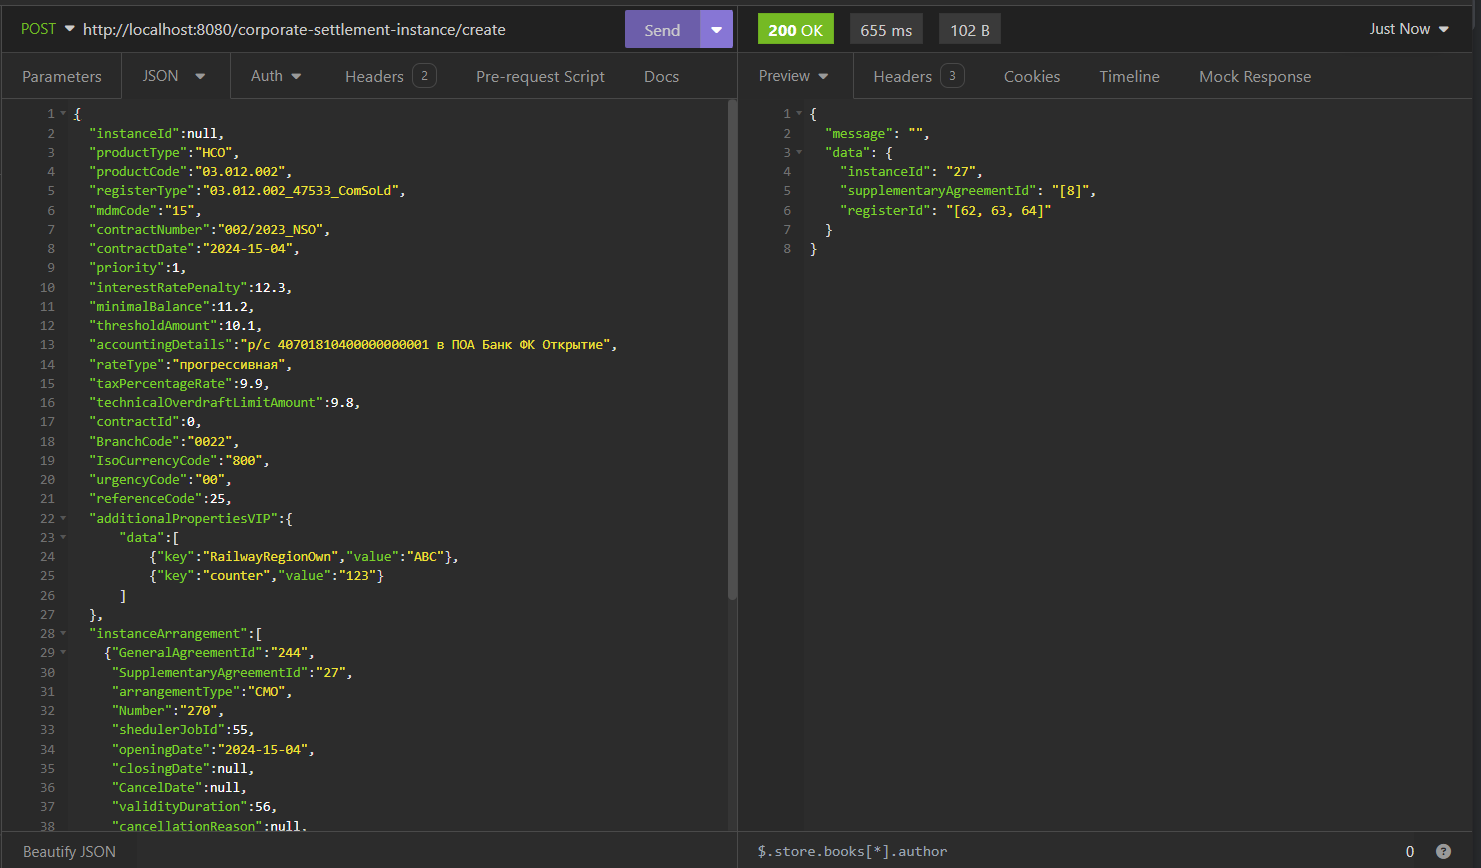 POST http://localhost:8080/corporate-settlement-instance/create Send
200 OK 655 ms 102 B Just Now
Parameters JSON Auth Headers 2 Pre-request Script Docs
Preview Headers 3 Cookies Timeline Mock Response
1 {
2 "instanceId":null,
3 "productType":"НСО",
4 "productCode":"03.012.002",
5 "registerType":"03.012.002_47533_ComSoLd",
6 "mdmCode":"15",
7 "contractNumber":"002/2023_NSO",
8 "contractDate":"2024-15-04",
9 "priority":1,
10 "interestRatePenalty":12.3,
11 "minimalBalance":11.2,
12 "thresholdAmount":10.1,
13 "accountingDetails":"р/с 40701810400000000001 в ПОА Банк ФК Открытие",
14 "rateType":"прогрессивная",
15 "taxPercentageRate":9.9,
16 "technicalOverdraftLimitAmount":9.8,
17 "contractId":0,
18 "BranchCode":"0022",
19 "IsoCurrencyCode":"800",
20 "urgencyCode":"00",
21 "referenceCode":25,
22 "additionalPropertiesVIP":{
23 "data":[
24 {"key":"RailwayRegionOwn","value":"ABC"},
25 {"key":"counter","value":"123"}
26 ]
27 },
28 "instanceArrangement":[
29 {"GeneralAgreementId":"244",
30 "SupplementaryAgreementId":"27",
31 "arrangementType":"СМО",
32 "Number":"270",
33 "shedulerJobId":55,
34 "openingDate":"2024-15-04",
35 "closingDate":null,
36 "CancelDate":null,
37 "validityDuration":56,
38 "cancellationReason":null,
1 {
2 "message": "",
3 "data": {
4 "instanceId": "27",
5 "supplementaryAgreementId": "[8]",
6 "registerId": "[62, 63, 64]"
7 }
8 }
Beautify JSON
$.store.books[*].author 0 ?